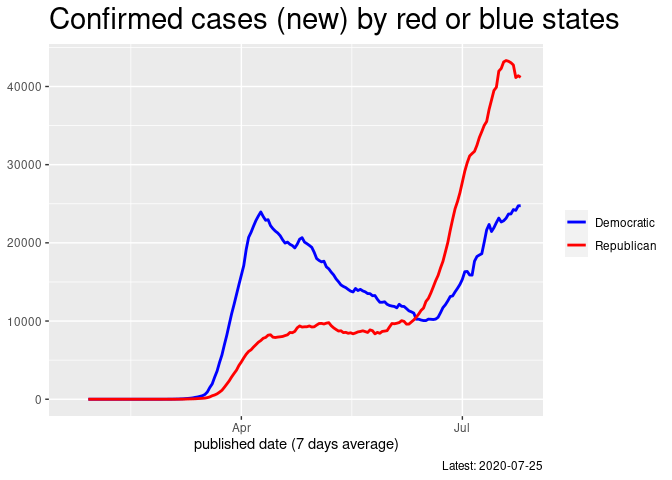 Confirmed cases (new) by red or blue states
40000
30000
20000
10000
0
Apr
Jul
published date (7 days average)
Democratic
Republican
Latest: 2020-07-25